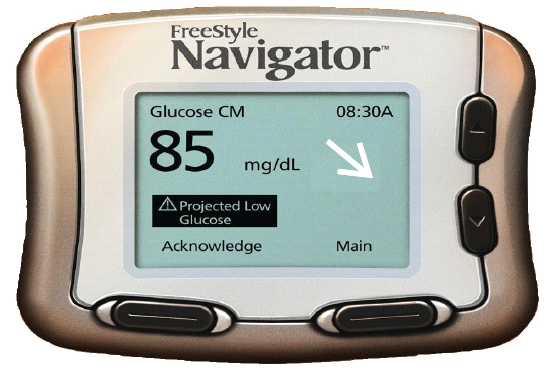 FreeStyle
Navigator™
Glucose CM 08:30A
85 mg/dL
⚠ Projected Low
Glucose
Acknowledge Main